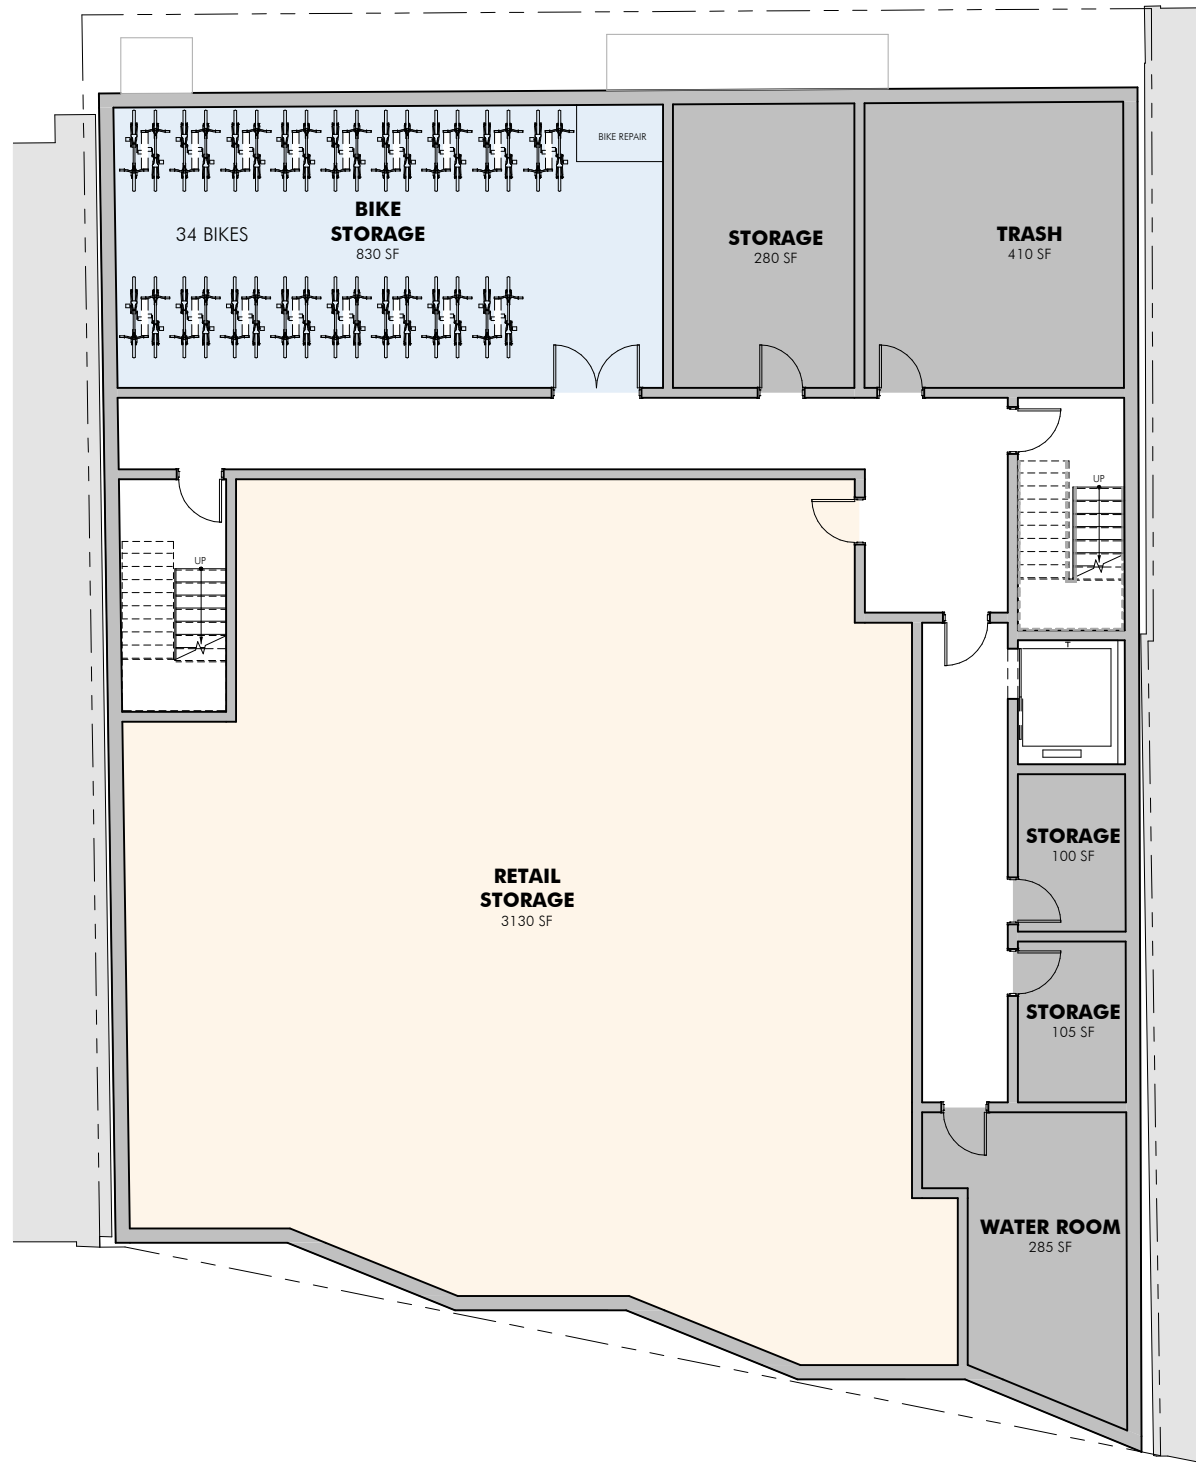 BIKE REPAIR
34 BIKES
BIKE
STORAGE
830 SF
STORAGE
280 SF
TRASH
410 SF
UP
UP
RETAIL
STORAGE
3130 SF
STORAGE
100 SF
STORAGE
105 SF
WATER ROOM
285 SF